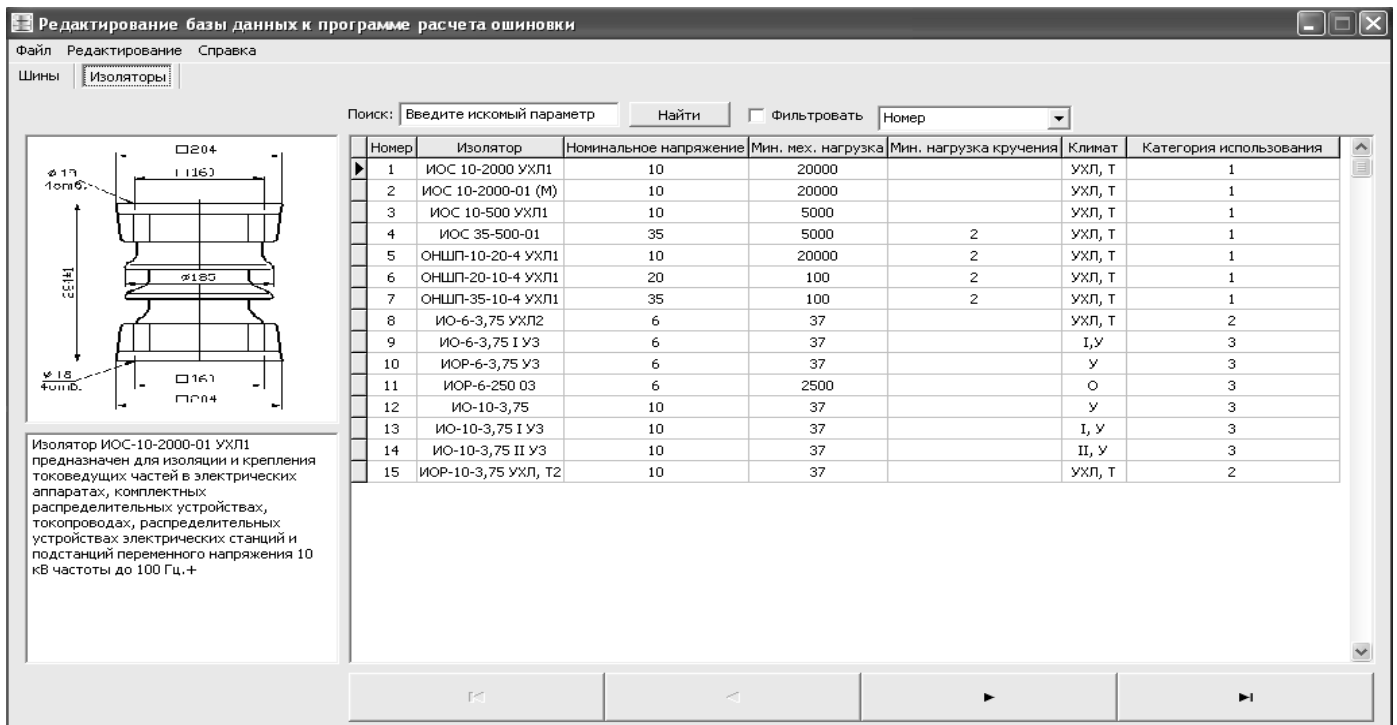 Редактирование базы данных к программе расчета ошиновки
Файл Редактирование Справка
Шины Изоляторы
Поиск: Введите искомый параметр Найти Фильтровать Номер
□204
□160
⌀185
⌀ 18
4отв.
□160
□204
Изолятор ИОС-10-2000-01 УХЛ1
предназначен для изоляции и крепления
токоведущих частей в электрических
аппаратах, комплектных
распределительных устройствах,
токопроводах, распределительных
устройствах электрических станций и
подстанций переменного напряжения 10
кВ частоты до 100 Гц.+
Номер Изолятор Номинальное напряжение Мин. мех. нагрузка Мин. нагрузка кручения Климат Категория использования
1 ИОС 10-2000 УХЛ1 10 20000 УХЛ, Т 1
2 ИОС 10-2000-01 (М) 10 20000 УХЛ, Т 1
3 ИОС 10-500 УХЛ1 10 5000 УХЛ, Т 1
4 ИОС 35-500-01 35 5000 2 УХЛ, Т 1
5 ОНШП-10-20-4 УХЛ1 10 20000 2 УХЛ, Т 1
6 ОНШП-20-10-4 УХЛ1 20 100 2 УХЛ, Т 1
7 ОНШП-35-10-4 УХЛ1 35 100 2 УХЛ, Т 1
8 ИО-6-3,75 УХЛ2 6 37 УХЛ, Т 2
9 ИО-6-3,75 I У3 6 37 I,У 3
10 ИОР-6-3,75 У3 6 37 У 3
11 ИОР-6-250 03 6 2500 О 3
12 ИО-10-3,75 10 37 У 3
13 ИО-10-3,75 I У3 10 37 I, У 3
14 ИО-10-3,75 II У3 10 37 II, У 3
15 ИОР-10-3,75 УХЛ, Т2 10 37 УХЛ, Т 2